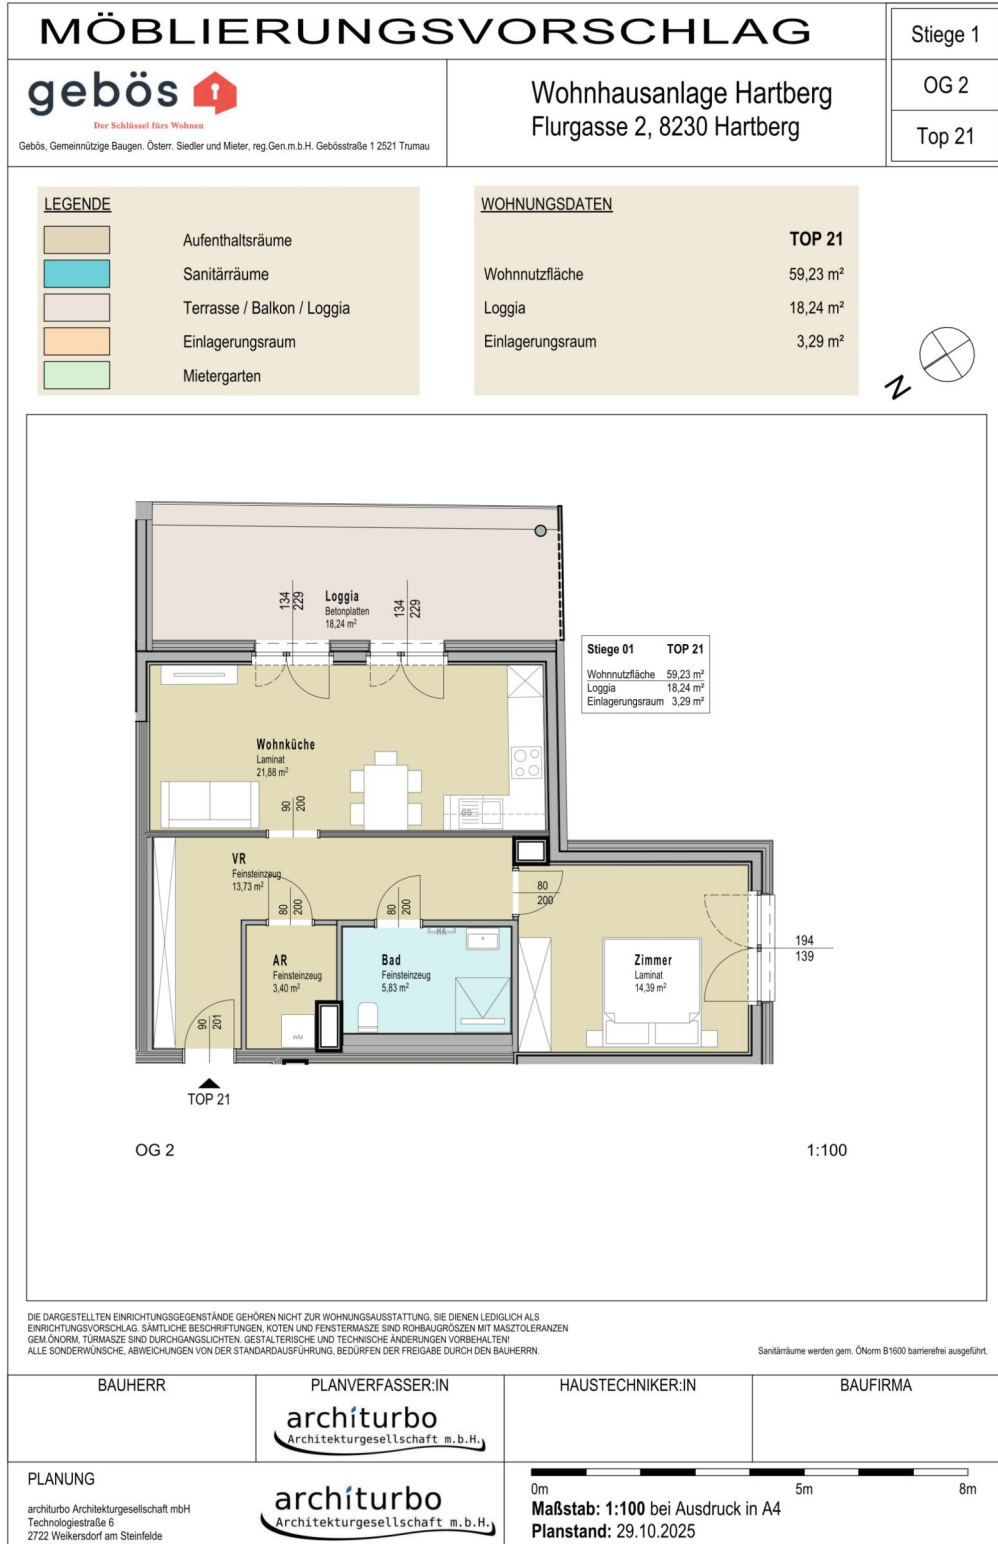 MÖBLIERUNGSVORSCHLAG
Stiege 1
OG 2
Top 21
gebös
Der Schlüssel fürs Wohnen
Gebös, Gemeinnützige Baugen. Österr. Siedler und Mieter, reg.Gen.m.b.H. Gebösstraße 1 2521 Trumau
Wohnhausanlage Hartberg
Flurgasse 2, 8230 Hartberg
LEGENDE
Aufenthaltsräume
Sanitärräume
Terrasse / Balkon / Loggia
Einlagerungsraum
Mietergarten
WOHNUNGSDATEN
TOP 21
Wohnnutzfläche 59,23 m²
Loggia 18,24 m²
Einlagerungsraum 3,29 m²
N
Loggia
Betonplatten
18,24 m²
134
229
134
229
Stiege 01 TOP 21
Wohnnutzfläche 59,23 m²
Loggia 18,24 m²
Einlagerungsraum 3,29 m²
Wohnküche
Laminat
21,88 m²
GS
90
200
VR
Feinsteinzeug
13,73 m²
80
200
80
200
80
200
HK
AR
Feinsteinzeug
3,40 m²
WM
Bad
Feinsteinzeug
5,83 m²
Zimmer
Laminat
14,39 m²
194
139
90
201
TOP 21
OG 2
1:100
DIE DARGESTELLTEN EINRICHTUNGSGEGENSTÄNDE GEHÖREN NICHT ZUR WOHNUNGSAUSSTATTUNG, SIE DIENEN LEDIGLICH ALS
EINRICHTUNGSVORSCHLAG. SÄMTLICHE BESCHRIFTUNGEN, KOTEN UND FENSTERMASZE SIND ROHBAUGRÖSZEN MIT MASZTOLERANZEN
GEM.ÖNORM, TÜRMASZE SIND DURCHGANGSLICHTEN. GESTALTERISCHE UND TECHNISCHE ÄNDERUNGEN VORBEHALTEN!
ALLE SONDERWÜNSCHE, ABWEICHUNGEN VON DER STANDARDAUSFÜHRUNG, BEDÜRFEN DER FREIGABE DURCH DEN BAUHERRN.
Sanitärräume werden gem. ÖNorm B1600 barrierefrei ausgeführt.
BAUHERR
PLANVERFASSER:IN
HAUSTECHNIKER:IN
BAUFIRMA
architurbo
Architekturgesellschaft m.b.H.
PLANUNG
architurbo Architekturgesellschaft mbH
Technologiestraße 6
2722 Weikersdorf am Steinfelde
architurbo
Architekturgesellschaft m.b.H.
0m 5m 8m
Maßstab: 1:100 bei Ausdruck in A4
Planstand: 29.10.2025